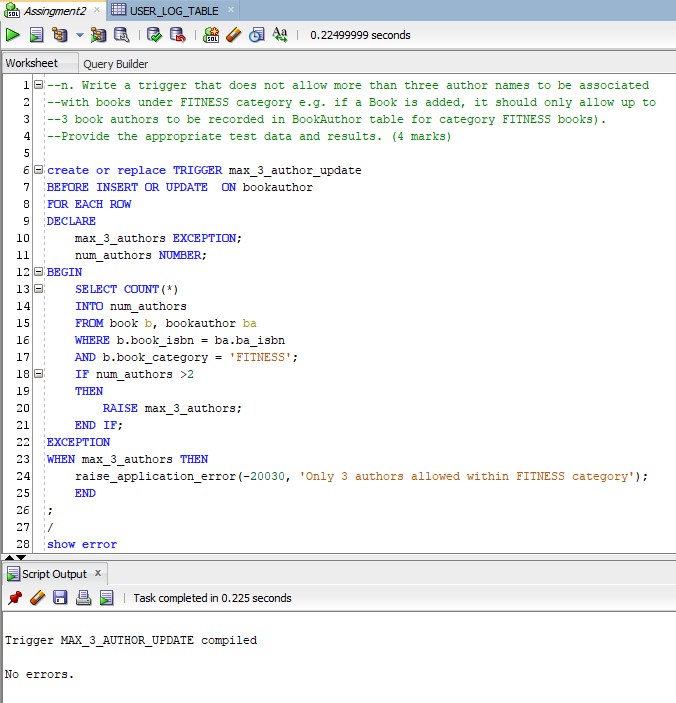 Assingment2 × USER_LOG_TABLE ×
SQL 0.22499999 seconds
Worksheet Query Builder
1 --n. Write a trigger that does not allow more than three author names to be associated
2 --with books under FITNESS category e.g. if a Book is added, it should only allow up to
3 --3 book authors to be recorded in BookAuthor table for category FITNESS books).
4 --Provide the appropriate test data and results. (4 marks)
5
6 create or replace TRIGGER max_3_author_update
7 BEFORE INSERT OR UPDATE  ON bookauthor
8 FOR EACH ROW
9 DECLARE
10     max_3_authors EXCEPTION;
11     num_authors NUMBER;
12 BEGIN
13     SELECT COUNT(*)
14     INTO num_authors
15     FROM book b, bookauthor ba
16     WHERE b.book_isbn = ba.ba_isbn
17     AND b.book_category = 'FITNESS';
18     IF num_authors >2
19     THEN
20         RAISE max_3_authors;
21     END IF;
22 EXCEPTION
23 WHEN max_3_authors THEN
24     raise_application_error(-20030, 'Only 3 authors allowed within FITNESS category');
25     END
26 ;
27 /
28 show error
Script Output ×
Task completed in 0.225 seconds
Trigger MAX_3_AUTHOR_UPDATE compiled
No errors.